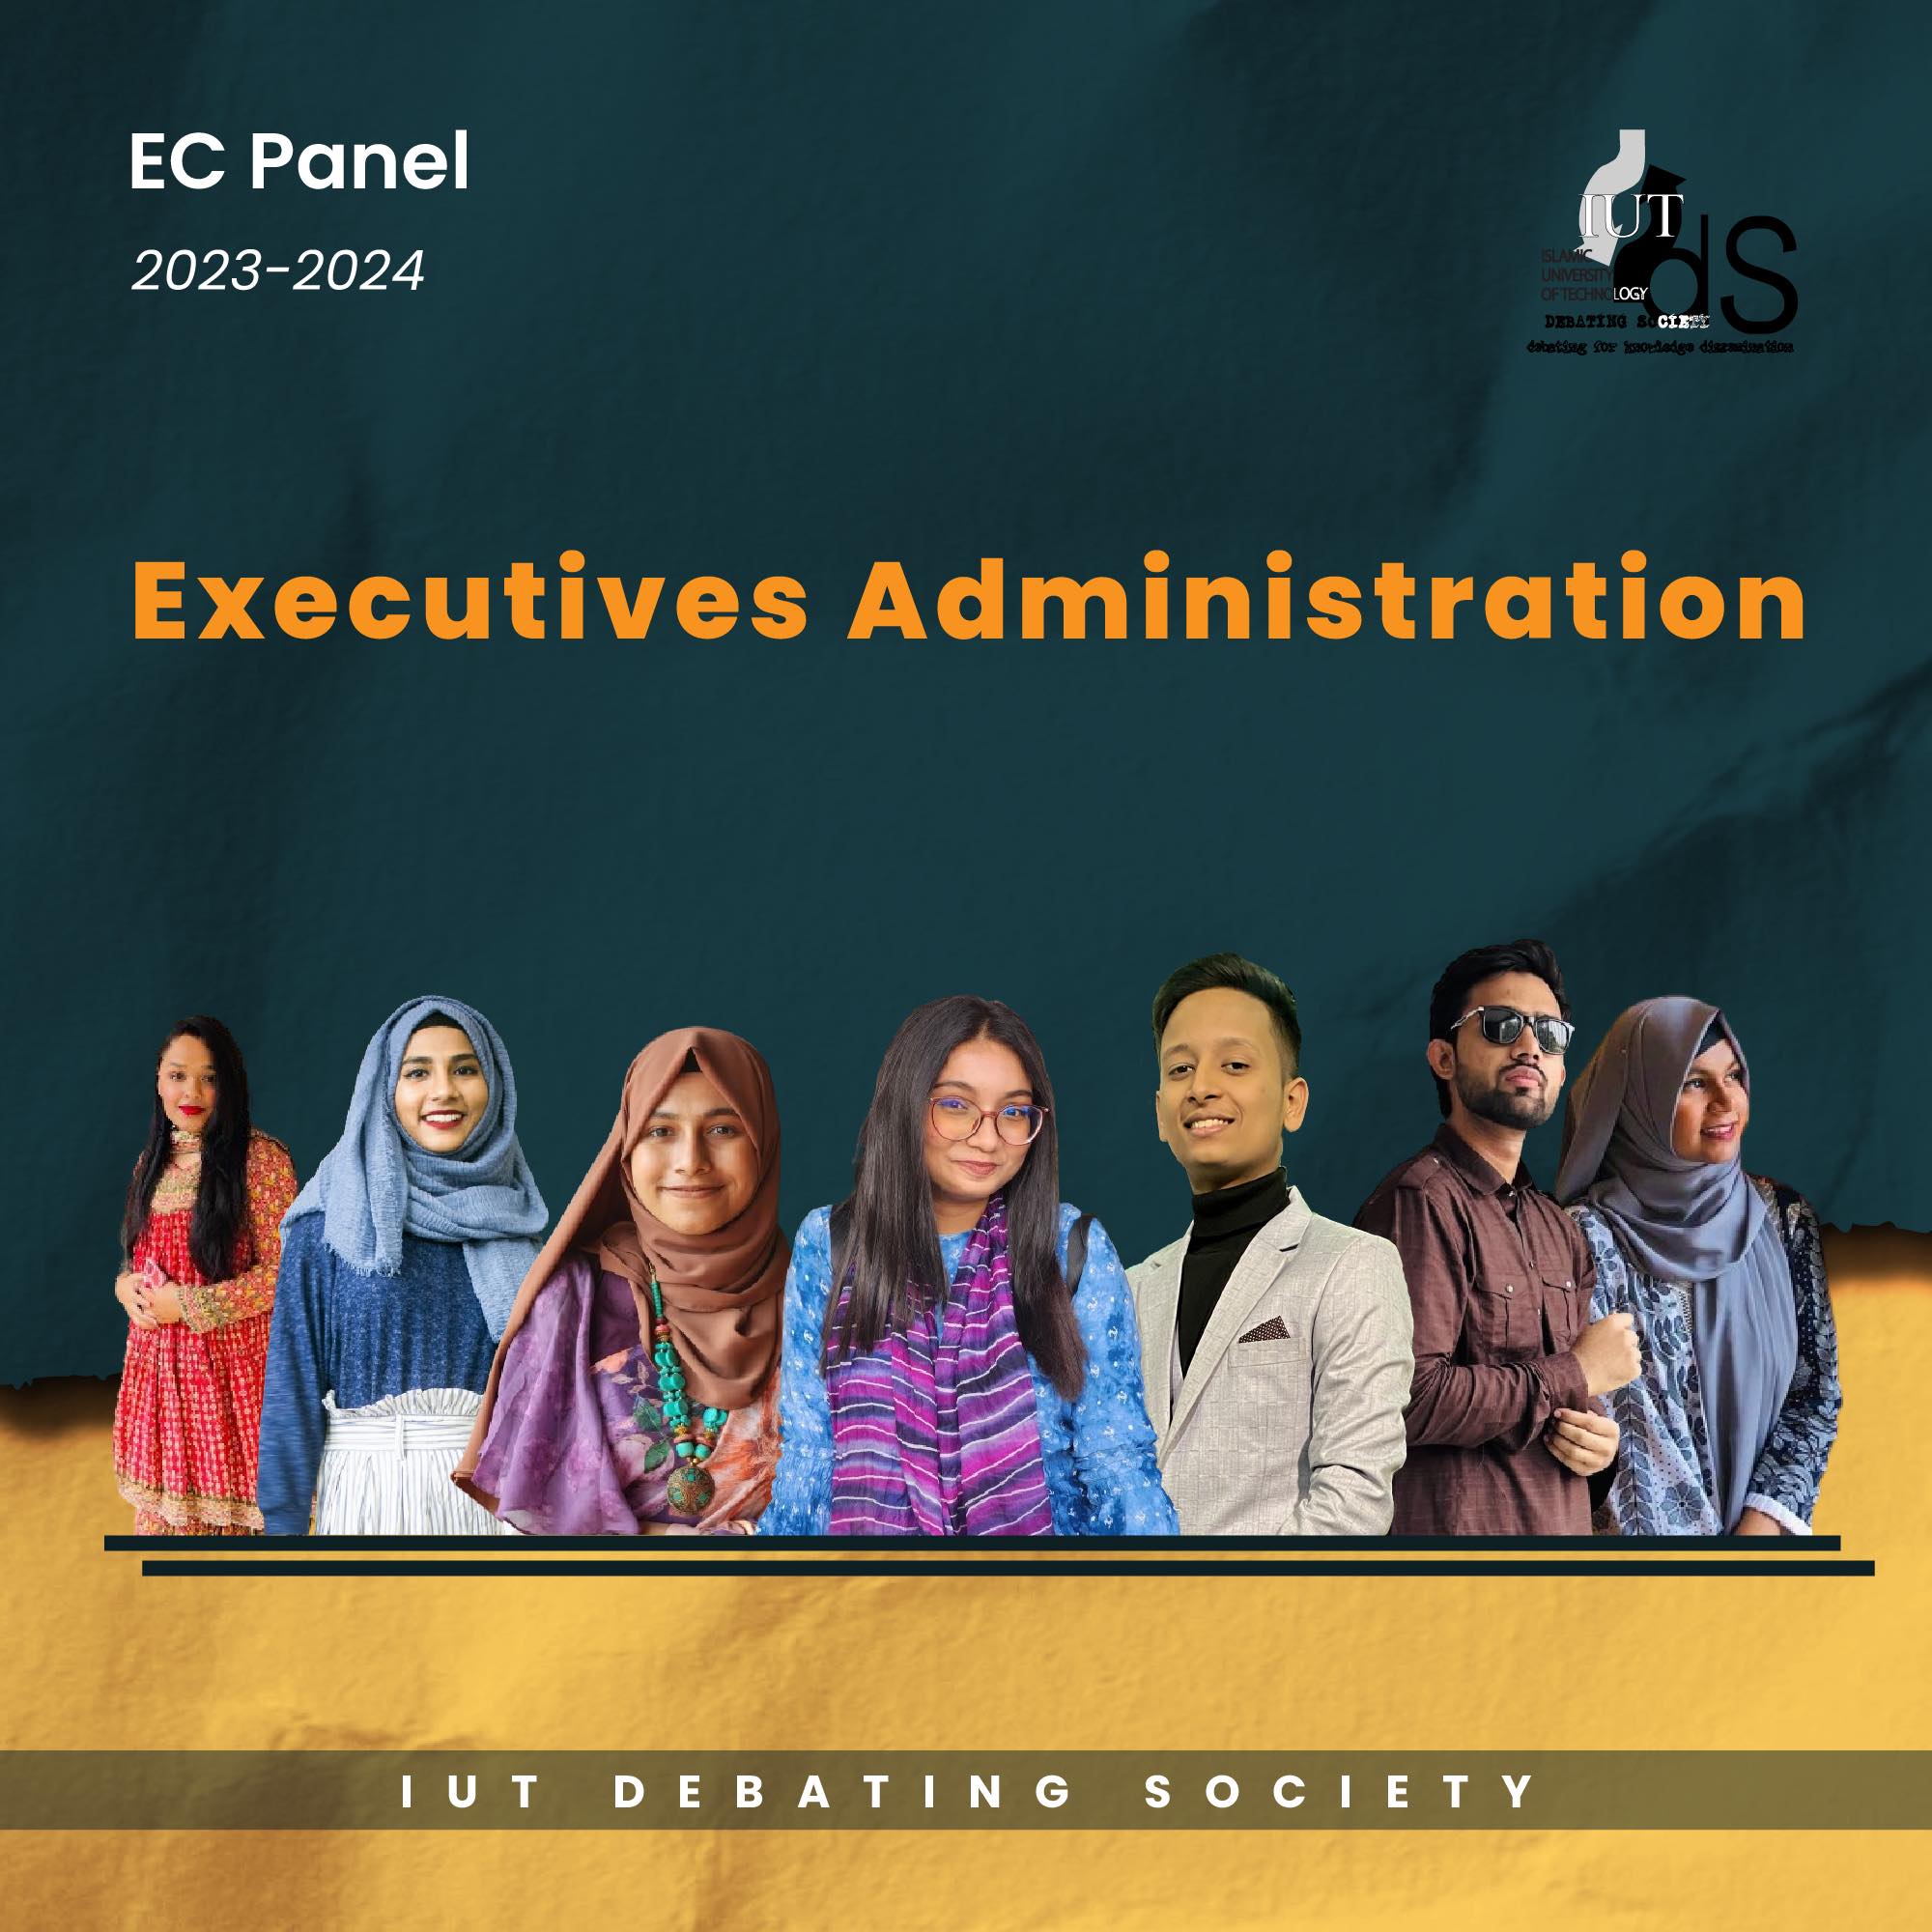 EC Panel
2023-2024
IUT
dS
ISLAMIC
UNIVERSITY
OF TECHNOLOGY
DEBATING SOCIETY
debating for knowledge dissemination
Executives Administration
IUT DEBATING SOCIETY